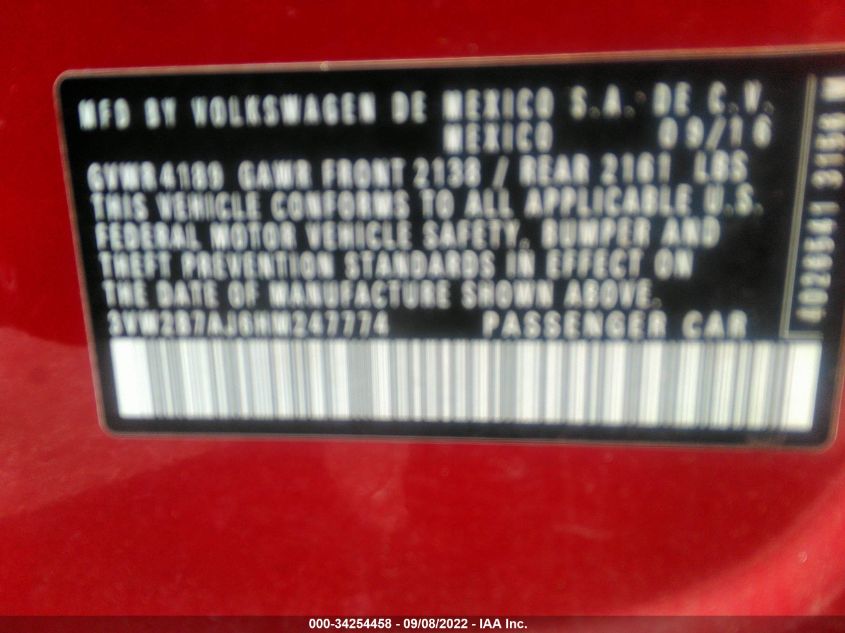 MFD BY VOLKSWAGEN DE MEXICO S.A. DE C.V.
MEXICO 09/16
GVWR 4189 GAWR FRONT 2138 / REAR 2161 LBS
THIS VEHICLE CONFORMS TO ALL APPLICABLE U.S.
FEDERAL MOTOR VEHICLE SAFETY, BUMPER AND
THEFT PREVENTION STANDARDS IN EFFECT ON
THE DATE OF MANUFACTURE SHOWN ABOVE.
3VW2B7AJ6HM247774 PASSENGER CAR
000-34254458 - 09/08/2022 - IAA Inc.